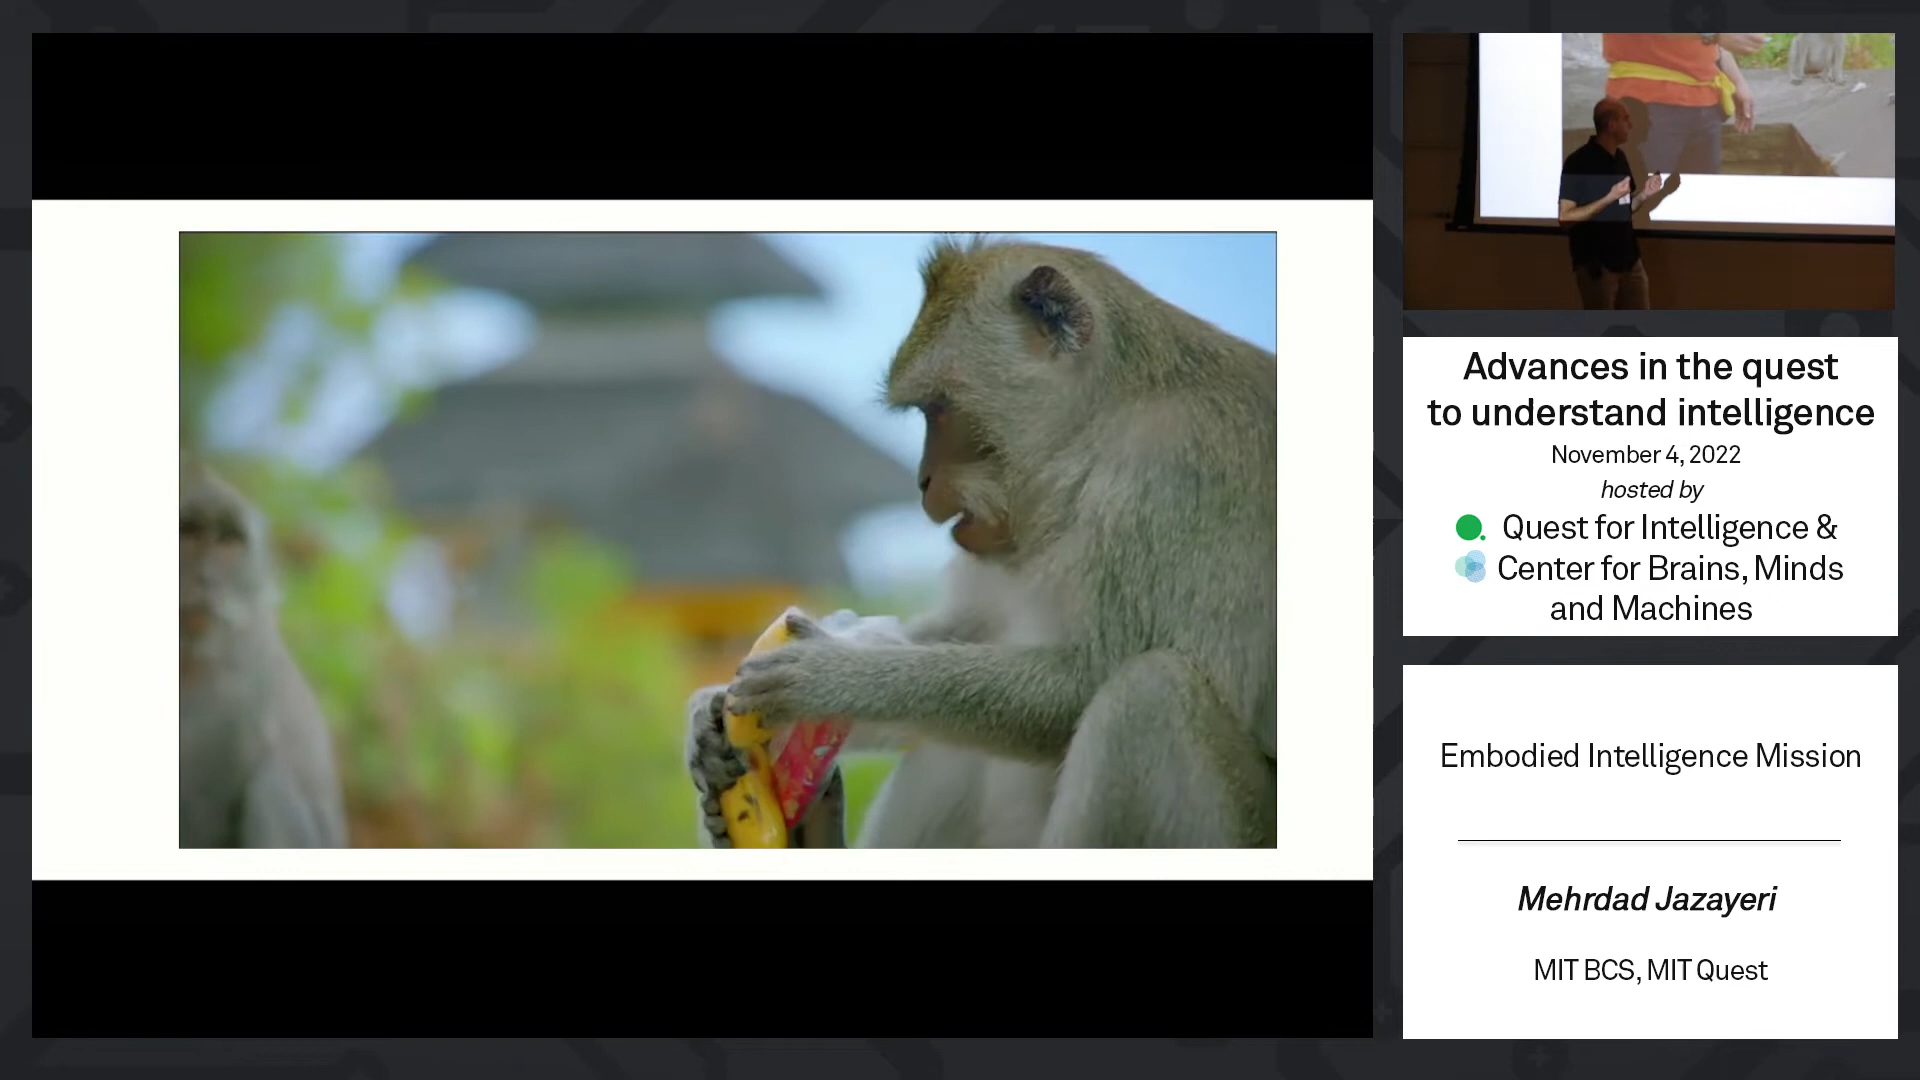 Advances in the quest
to understand intelligence
November 4, 2022
hosted by
Quest for Intelligence &
Center for Brains, Minds
and Machines
Embodied Intelligence Mission
Mehrdad Jazayeri
MIT BCS, MIT Quest